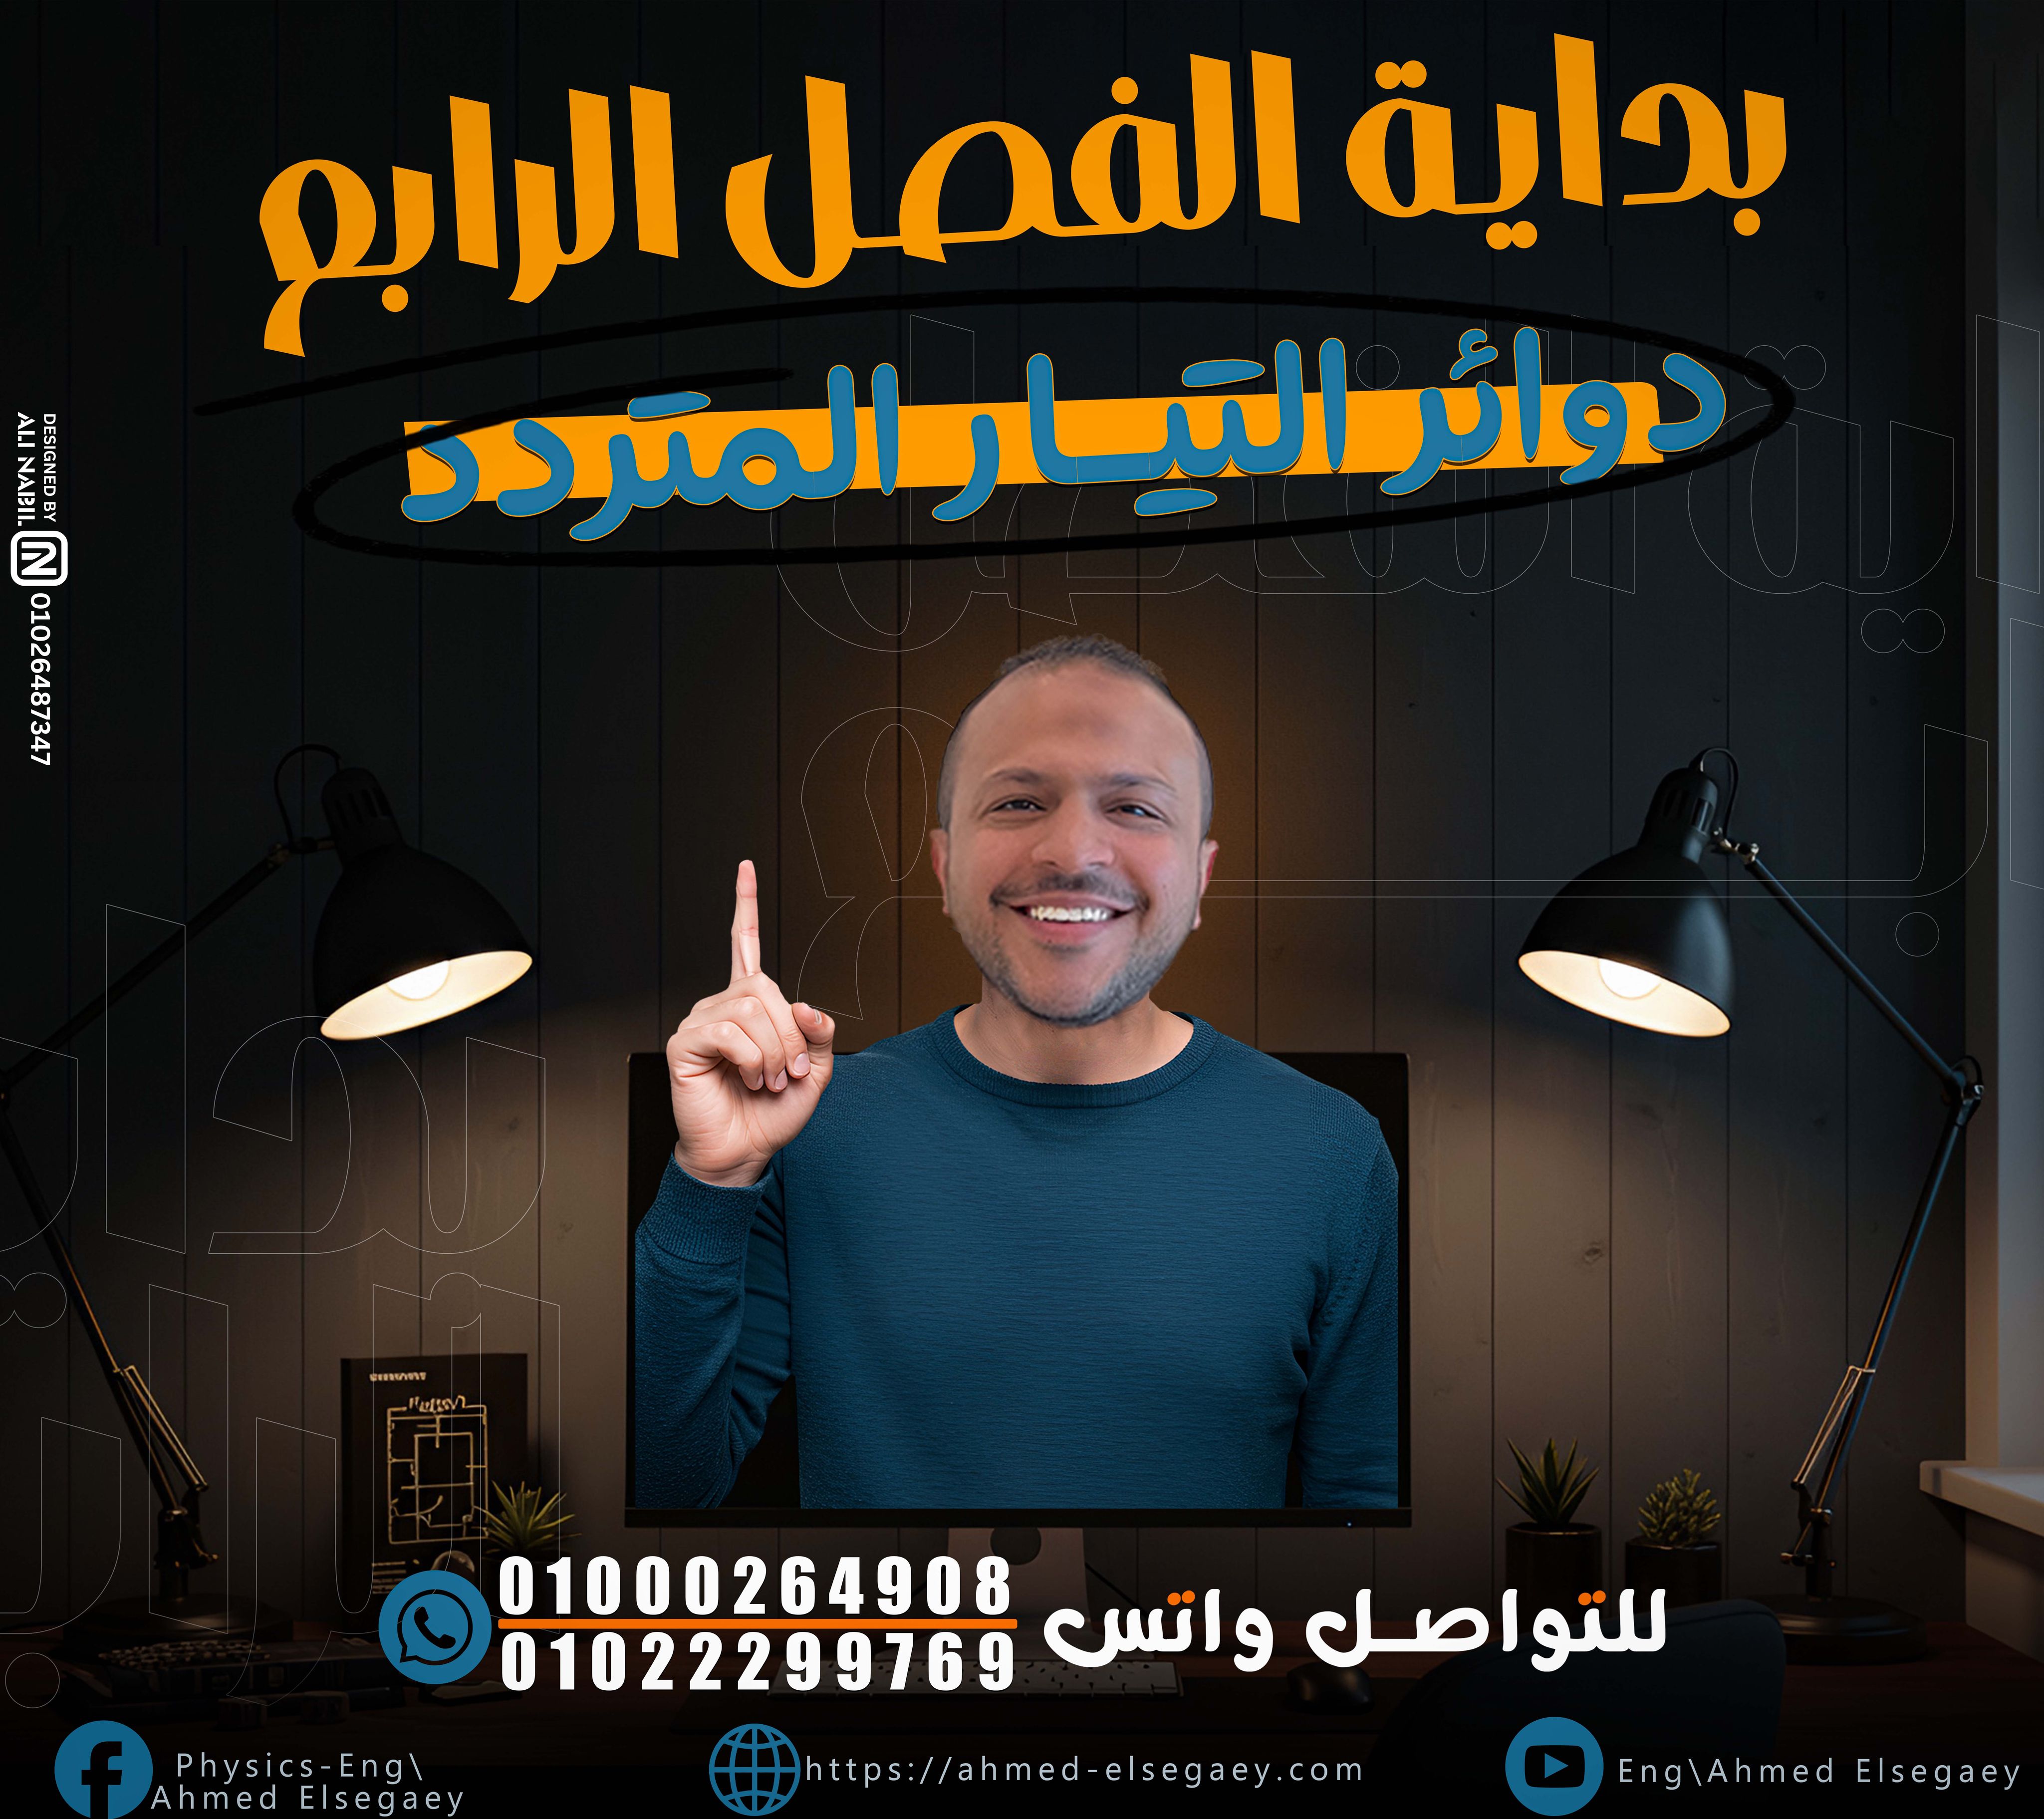 بداية الفصل الرابع
دوائر التيار المتردد
DESIGNED BY
ALI NABIL
01026487347
للتواصل واتس
01000264908
01022299769
Physics-Eng\
Ahmed Elsegaey
https://ahmed-elsegaey.com
Eng\Ahmed Elsegaey